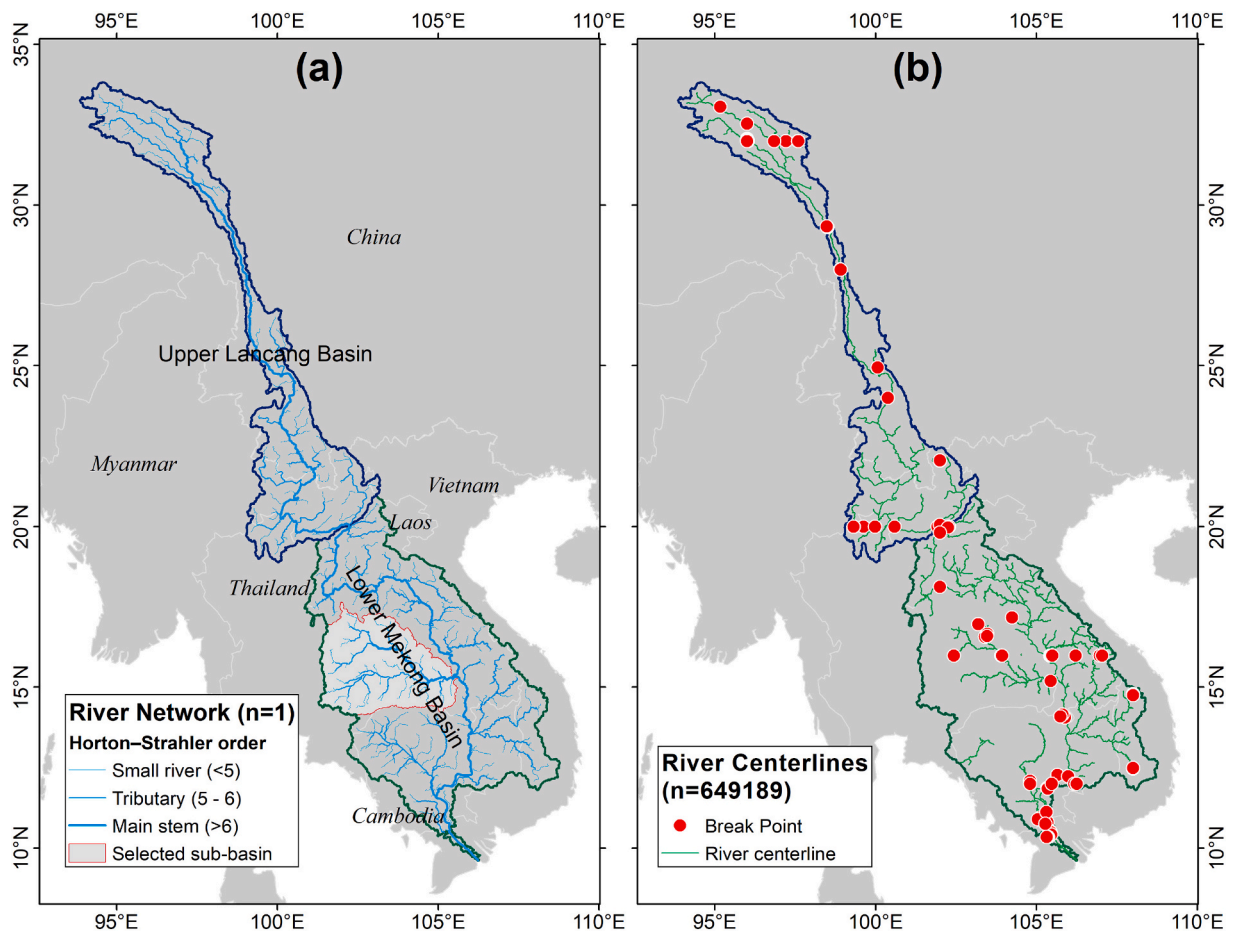 95°E 100°E 105°E 110°E 95°E 100°E 105°E 110°E
35°N
(a) (b)
30°N 30°N
China
25°N 25°N
Upper Lancang Basin
Myanmar
Vietnam
20°N 20°N
Laos
Thailand
Lower Mekong Basin
15°N 15°N
River Network (n=1)
Horton–Strahler order
Small river (<5)
Tributary (5 - 6)
Main stem (>6)
Selected sub-basin
Cambodia
River Centerlines
(n=649189)
Break Point
River centerline
10°N 10°N
95°E 100°E 105°E 110°E 95°E 100°E 105°E 110°E